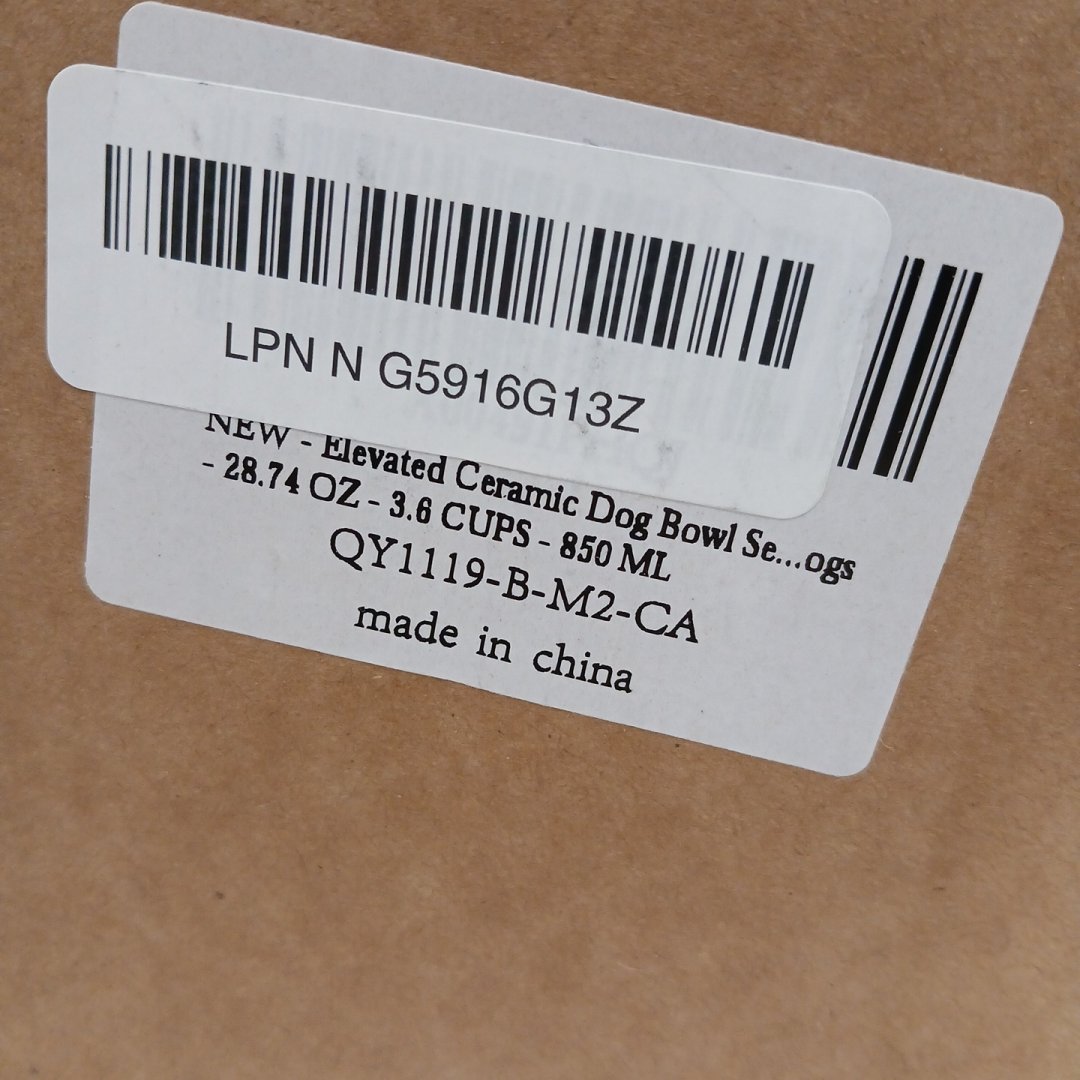 LPN N G5916G13Z
NEW - Elevated Ceramic Dog Bowl Se...ogs
- 28.74 OZ - 3.6 CUPS - 850 ML
QY1119-B-M2-CA
made in china